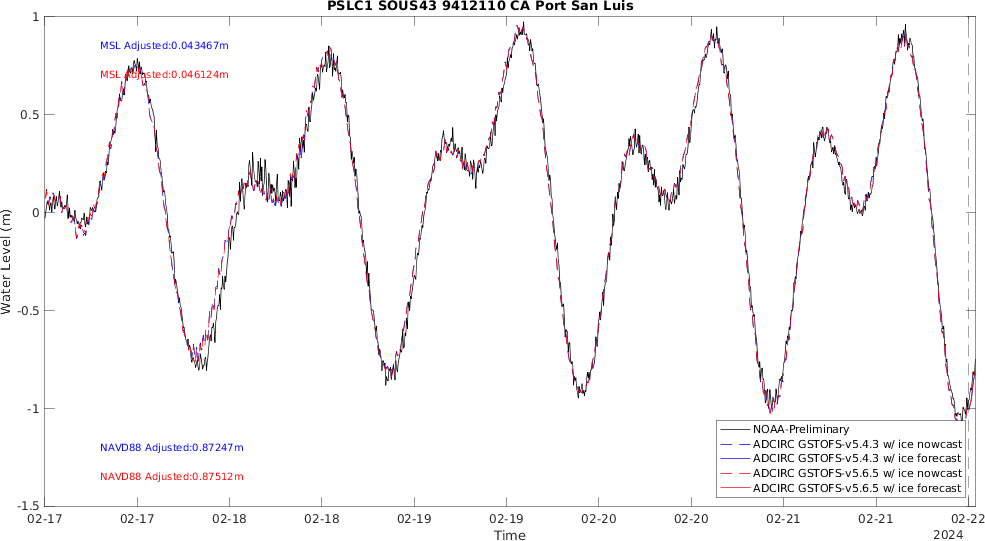 PSLC1 SOUS43 9412110 CA Port San Luis
1
0.5
0
-0.5
-1
-1.5
Water Level (m)
MSL Adjusted:0.043467m
MSL Adjusted:0.046124m
NAVD88 Adjusted:0.87247m
NAVD88 Adjusted:0.87512m
NOAA-Preliminary
ADCIRC GSTOFS-v5.4.3 w/ ice nowcast
ADCIRC GSTOFS-v5.4.3 w/ ice forecast
ADCIRC GSTOFS-v5.6.5 w/ ice nowcast
ADCIRC GSTOFS-v5.6.5 w/ ice forecast
02-17 02-17 02-18 02-18 02-19 02-19 02-20 02-20 02-21 02-21 02-22
Time
2024